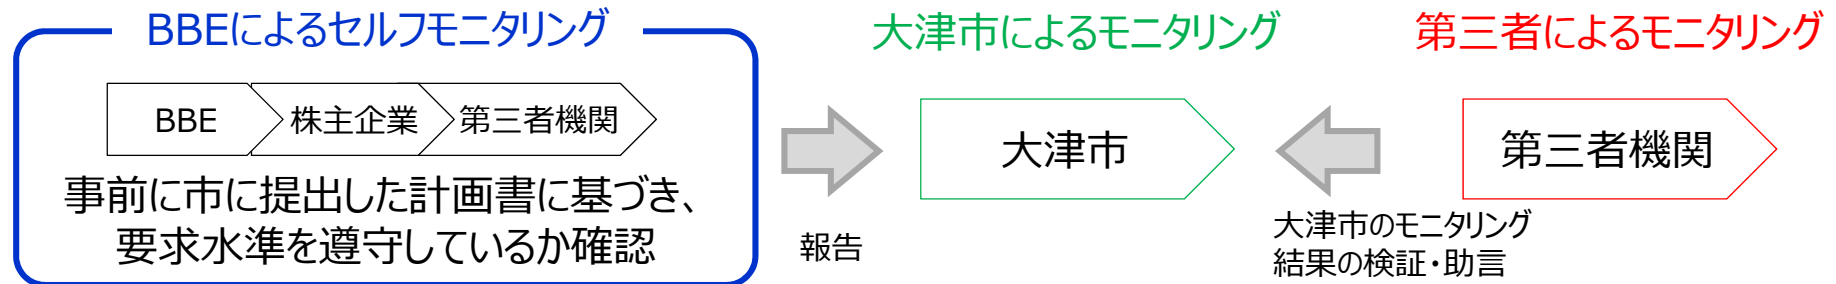 BBEによるセルフモニタリング
BBE
株主企業
第三者機関
事前に市に提出した計画書に基づき、
要求水準を遵守しているか確認
報告
大津市によるモニタリング
大津市
大津市のモニタリング
結果の検証・助言
第三者によるモニタリング
第三者機関